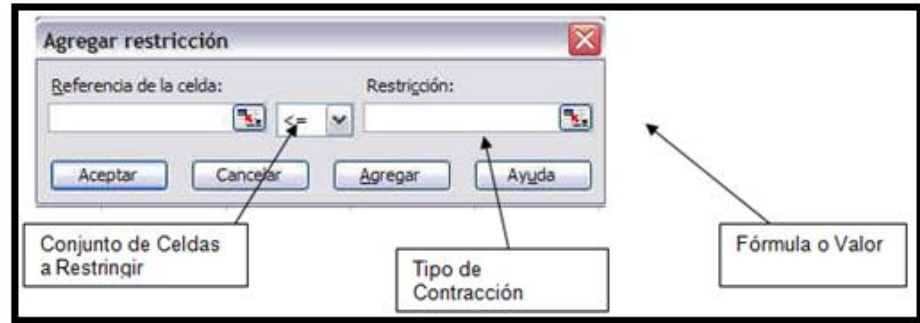 Agregar restricción
Referencia de la celda:
Restricción:
<=
Aceptar
Cancelar
Agregar
Ayuda
Conjunto de Celdas
a Restringir
Tipo de
Contracción
Fórmula o Valor